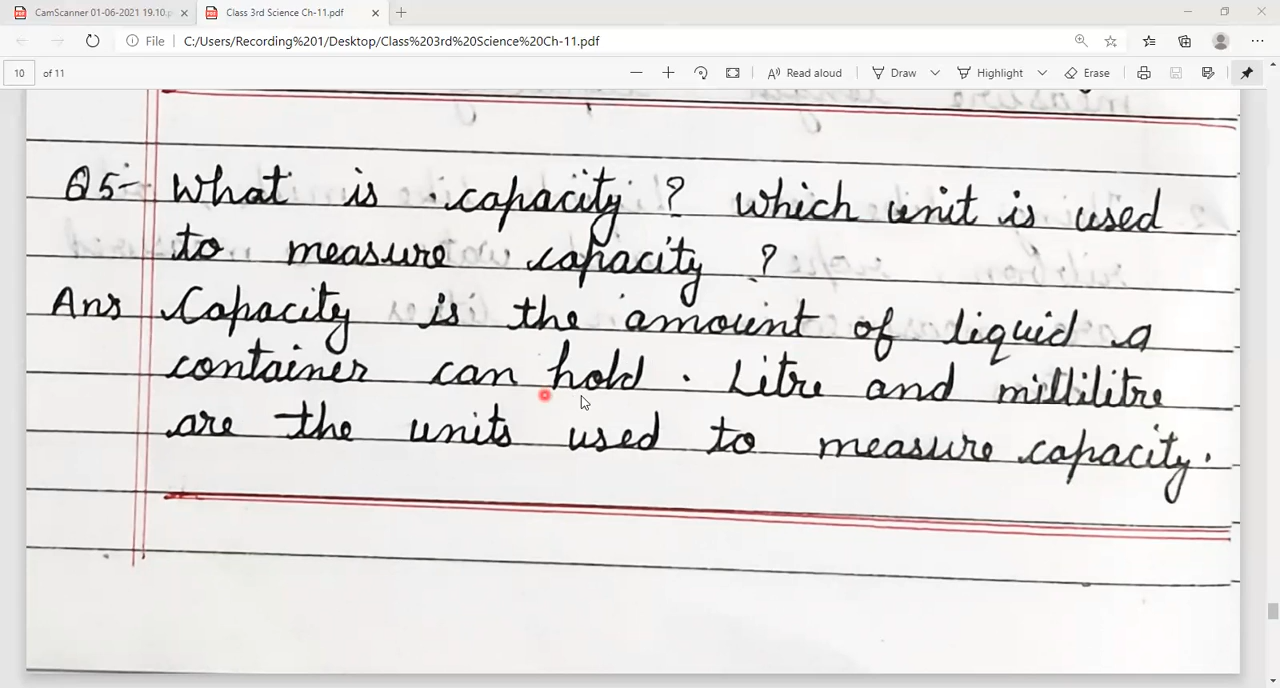 CamScanner 01-06-2021 19.10.p
Class 3rd Science Ch-11.pdf
File
C:/Users/Recording%201/Desktop/Class%203rd%20Science%20Ch-11.pdf
10 of 11
Read aloud
Draw
Highlight
Erase
Q5- What is capacity? Which unit is used
to measure capacity?
Ans Capacity is the amount of liquid a
container can hold. Litre and millilitre
are the units used to measure capacity.